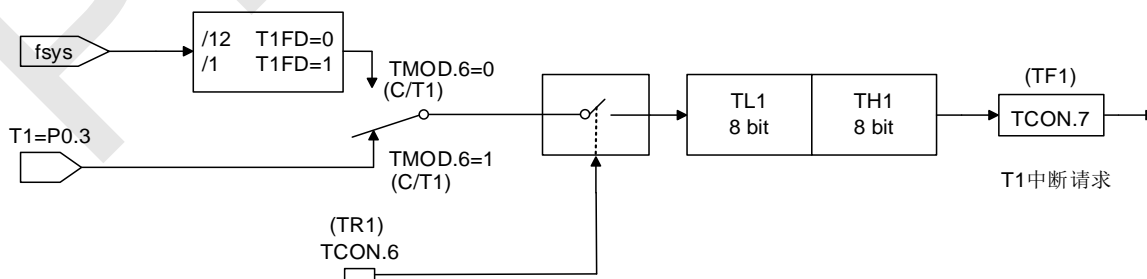 fsys
/12 T1FD=0
/1 T1FD=1
TMOD.6=0
(C/T1)
T1=P0.3
TMOD.6=1
(C/T1)
(TR1)
TCON.6
TL1
8 bit
TH1
8 bit
(TF1)
TCON.7
T1中断请求